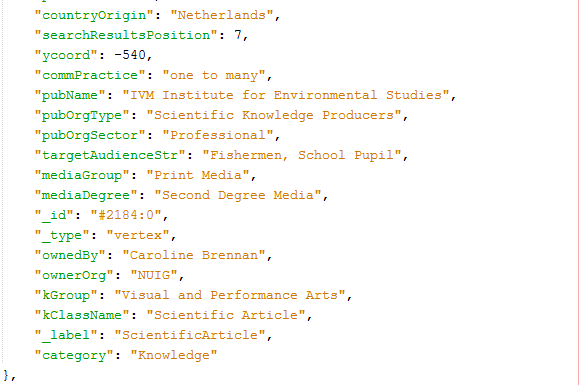 "countryOrigin": "Netherlands",
"searchResultsPosition": 7,
"ycoord": -540,
"commPractice": "one to many",
"pubName": "IVM Institute for Environmental Studies",
"pubOrgType": "Scientific Knowledge Producers",
"pubOrgSector": "Professional",
"targetAudienceStr": "Fishermen, School Pupil",
"mediaGroup": "Print Media",
"mediaDegree": "Second Degree Media",
"_id": "#2184:0",
"_type": "vertex",
"ownedBy": "Caroline Brennan",
"ownerOrg": "NUIG",
"kGroup": "Visual and Performance Arts",
"kClassName": "Scientific Article",
"_label": "ScientificArticle",
"category": "Knowledge"
},